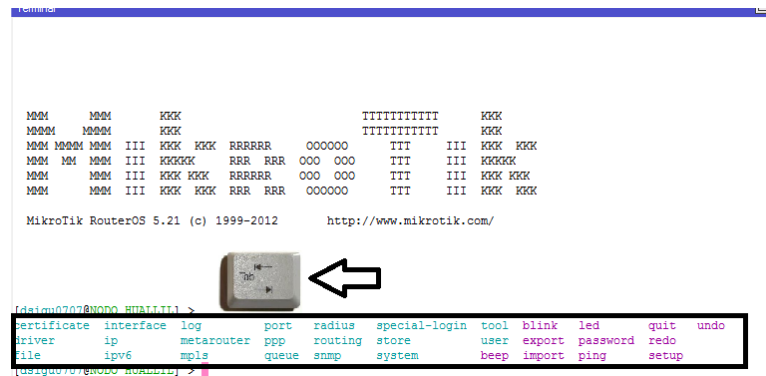 Terminal
MMM MMM KKK TTTTTTTTTTT KKK
MMMM MMMM KKK TTTTTTTTTTT KKK
MMM MMMM MMM III KKK KKK RRRRRR OOOOOO TTT III KKK KKK
MMM MM MMM III KKKKK RRR RRR OOO OOO TTT III KKKKK
MMM MMM III KKK KKK RRRRRR OOO OOO TTT III KKK KKK
MMM MMM III KKK KKK RRR RRR OOOOOO TTT III KKK KKK
MikroTik RouterOS 5.21 (c) 1999-2012 http://www.mikrotik.com/
[dsigu0707@NODO HUALLIL] >
certificate interface log port radius special-login tool blink led quit undo
driver ip metarouter ppp routing store user export password redo
file ipv6 mpls queue snmp system beep import ping setup
[dsigu0707@NODO HUALLIL] >